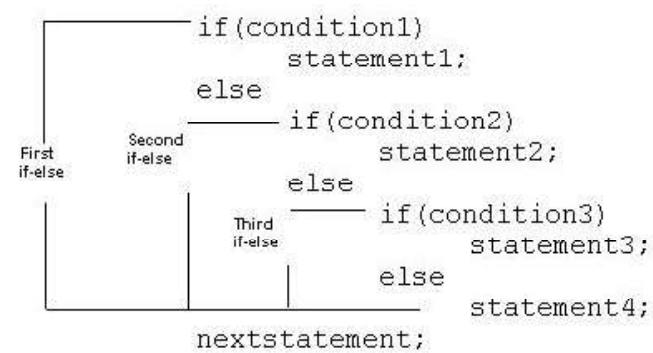 if(condition1)
statement1;
else
if(condition2)
statement2;
else
if(condition3)
statement3;
else
statement4;
nextstatement;
First
if-else
Second
if-else
Third
if-else